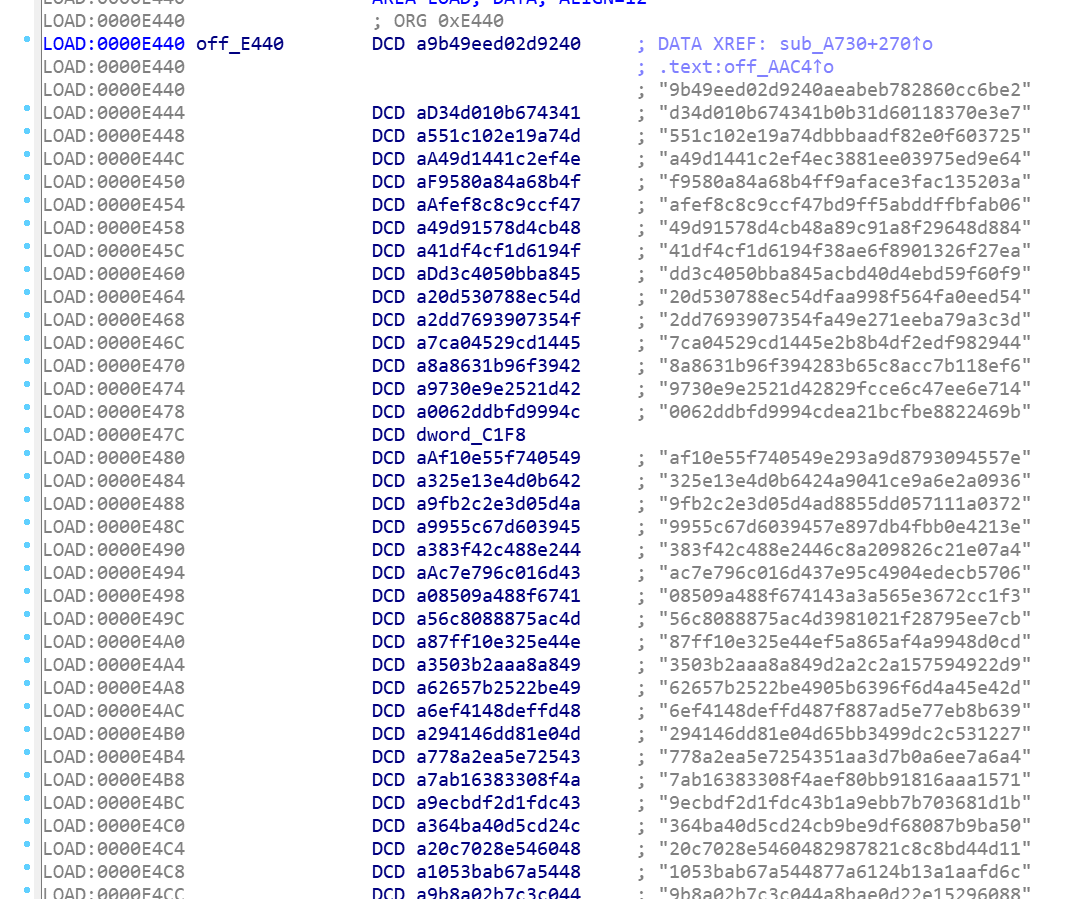 AREA LOAD, DATA, ALIGN=12
LOAD:0000E440 ; ORG 0xE440
LOAD:0000E440 off_E440 DCD a9b49eed02d9240 ; DATA XREF: sub_A730+270↑o
LOAD:0000E440 ; .text:off_AAC4↑o
LOAD:0000E440 ; "9b49eed02d9240aeabeb782860cc6be2"
LOAD:0000E444 DCD aD34d010b674341 ; "d34d010b674341b0b31d60118370e3e7"
LOAD:0000E448 DCD a551c102e19a74d ; "551c102e19a74dbbbaadf82e0f603725"
LOAD:0000E44C DCD aA49d1441c2ef4e ; "a49d1441c2ef4ec3881ee03975ed9e64"
LOAD:0000E450 DCD aF9580a84a68b4f ; "f9580a84a68b4ff9aface3fac135203a"
LOAD:0000E454 DCD aAfef8c8c9ccf47 ; "afef8c8c9ccf47bd9ff5abddffbfab06"
LOAD:0000E458 DCD a49d91578d4cb48 ; "49d91578d4cb48a89c91a8f29648d884"
LOAD:0000E45C DCD a41df4cf1d6194f ; "41df4cf1d6194f38ae6f8901326f27ea"
LOAD:0000E460 DCD aDd3c4050bba845 ; "dd3c4050bba845acbd40d4ebd59f60f9"
LOAD:0000E464 DCD a20d530788ec54d ; "20d530788ec54dfaa998f564fa0eed54"
LOAD:0000E468 DCD a2dd7693907354f ; "2dd7693907354fa49e271eeba79a3c3d"
LOAD:0000E46C DCD a7ca04529cd1445 ; "7ca04529cd1445e2b8b4df2edf982944"
LOAD:0000E470 DCD a8a8631b96f3942 ; "8a8631b96f394283b65c8acc7b118ef6"
LOAD:0000E474 DCD a9730e9e2521d42 ; "9730e9e2521d42829fcce6c47ee6e714"
LOAD:0000E478 DCD a0062ddbfd9994c ; "0062ddbfd9994cdea21bcfbe8822469b"
LOAD:0000E47C DCD dword_C1F8
LOAD:0000E480 DCD aAf10e55f740549 ; "af10e55f740549e293a9d8793094557e"
LOAD:0000E484 DCD a325e13e4d0b642 ; "325e13e4d0b6424a9041ce9a6e2a0936"
LOAD:0000E488 DCD a9fb2c2e3d05d4a ; "9fb2c2e3d05d4ad8855dd057111a0372"
LOAD:0000E48C DCD a9955c67d603945 ; "9955c67d6039457e897db4fbb0e4213e"
LOAD:0000E490 DCD a383f42c488e244 ; "383f42c488e2446c8a209826c21e07a4"
LOAD:0000E494 DCD aAc7e796c016d43 ; "ac7e796c016d437e95c4904edecb5706"
LOAD:0000E498 DCD a08509a488f6741 ; "08509a488f674143a3a565e3672cc1f3"
LOAD:0000E49C DCD a56c8088875ac4d ; "56c8088875ac4d3981021f28795ee7cb"
LOAD:0000E4A0 DCD a87ff10e325e44e ; "87ff10e325e44ef5a865af4a9948d0cd"
LOAD:0000E4A4 DCD a3503b2aaa8a849 ; "3503b2aaa8a849d2a2c2a157594922d9"
LOAD:0000E4A8 DCD a62657b2522be49 ; "62657b2522be4905b6396f6d4a45e42d"
LOAD:0000E4AC DCD a6ef4148deffd48 ; "6ef4148deffd487f887ad5e77eb8b639"
LOAD:0000E4B0 DCD a294146dd81e04d ; "294146dd81e04d65bb3499dc2c531227"
LOAD:0000E4B4 DCD a778a2ea5e72543 ; "778a2ea5e7254351aa3d7b0a6ee7a6a4"
LOAD:0000E4B8 DCD a7ab16383308f4a ; "7ab16383308f4aef80bb91816aaa1571"
LOAD:0000E4BC DCD a9ecbdf2d1fdc43 ; "9ecbdf2d1fdc43b1a9ebb7b703681d1b"
LOAD:0000E4C0 DCD a364ba40d5cd24c ; "364ba40d5cd24cb9be9df68087b9ba50"
LOAD:0000E4C4 DCD a20c7028e546048 ; "20c7028e5460482987821c8c8bd44d11"
LOAD:0000E4C8 DCD a1053bab67a5448 ; "1053bab67a544877a6124b13a1aafd6c"
LOAD:0000E4CC DCD a9b8a02b7c3c044 ; "9b8a02b7c3c044a8bae0d22e15296088"